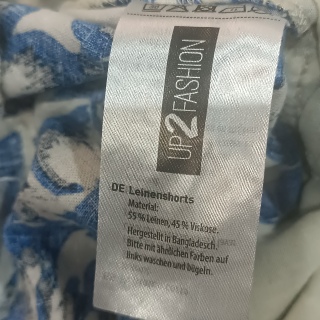 UP2FASHION
DE Leinenshorts
Material:
55 % Leinen, 45 % Viskose.
Hergestellt in Bangladesch.
Bitte mit ähnlichen Farben auf
links waschen und bügeln.